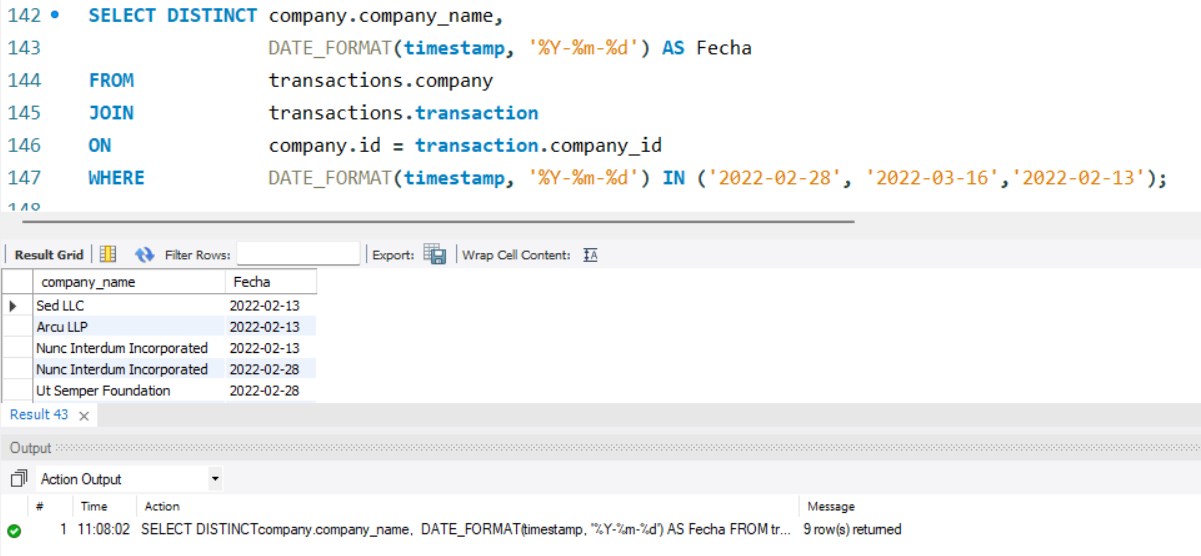 142 SELECT DISTINCT company.company_name,
143 DATE_FORMAT(timestamp, '%Y-%m-%d') AS Fecha
144 FROM transactions.company
145 JOIN transactions.transaction
146 ON company.id = transaction.company_id
147 WHERE DATE_FORMAT(timestamp, '%Y-%m-%d') IN ('2022-02-28', '2022-03-16','2022-02-13');
148
Result Grid Filter Rows: Export: Wrap Cell Content: IA
company_name Fecha
Sed LLC 2022-02-13
Arcu LLP 2022-02-13
Nunc Interdum Incorporated 2022-02-13
Nunc Interdum Incorporated 2022-02-28
Ut Semper Foundation 2022-02-28
Result 43 ×
Output
Action Output
# Time Action Message
1 11:08:02 SELECT DISTINCTcompany.company_name, DATE_FORMAT(timestamp, '%Y-%m-%d') AS Fecha FROM tr... 9 row(s) returned